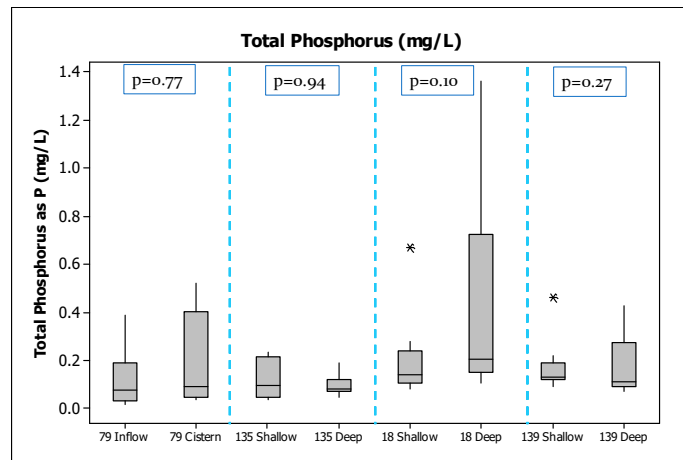 Total Phosphorus (mg/L)
p=0.77 p=0.94 p=0.10 p=0.27
Total Phosphorus as P (mg/L)
1.4
1.2
1.0
0.8
0.6
0.4
0.2
0.0
79 Inflow 79 Cistern 135 Shallow 135 Deep 18 Shallow 18 Deep 139 Shallow 139 Deep